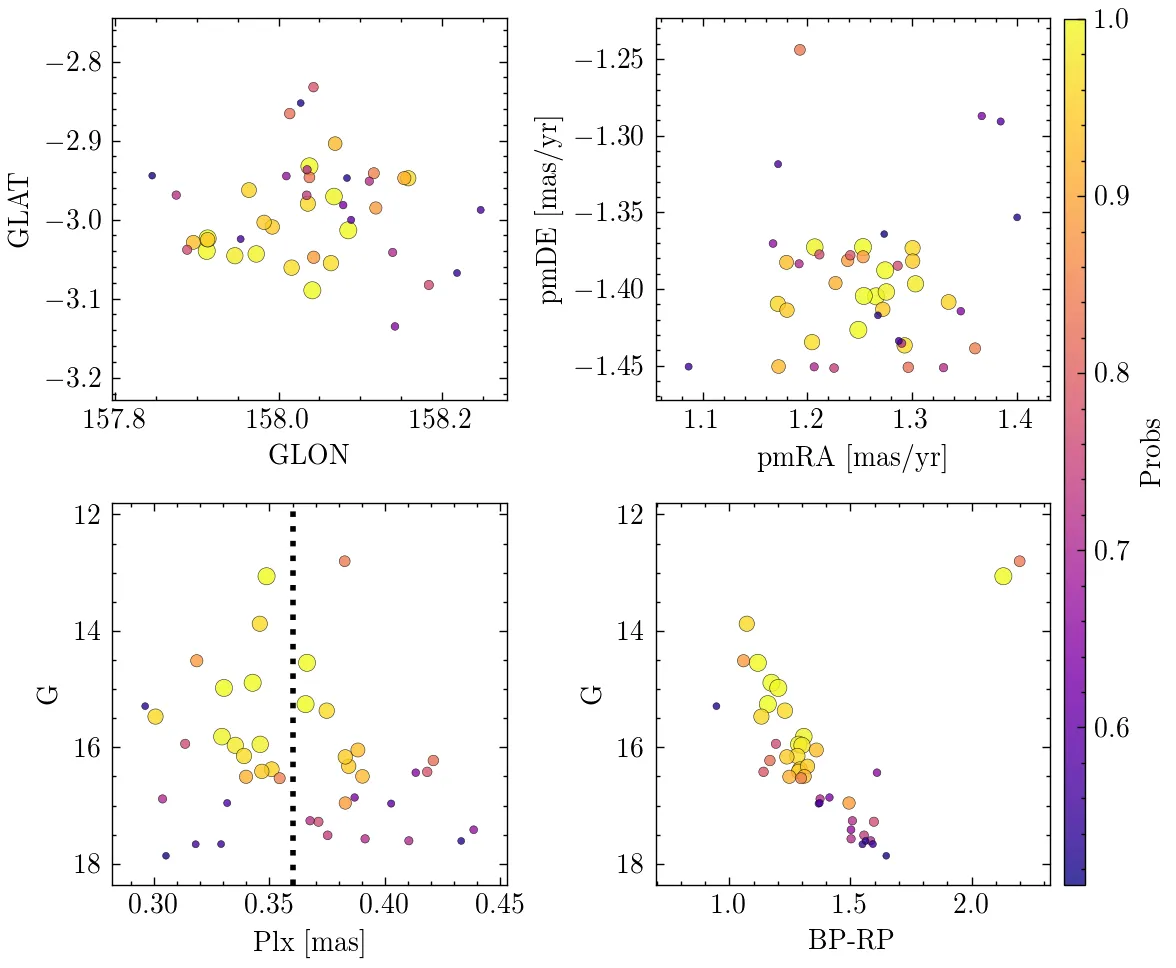 −2.8
−2.9
−3.0
−3.1
−3.2
GLAT
157.8 158.0 158.2
GLON
−1.25
−1.30
−1.35
−1.40
−1.45
pmDE [mas/yr]
1.1 1.2 1.3 1.4
pmRA [mas/yr]
12
14
16
18
G
0.30 0.35 0.40 0.45
Plx [mas]
12
14
16
18
G
1.0 1.5 2.0
BP-RP
1.0
0.9
0.8
0.7
0.6
Probs